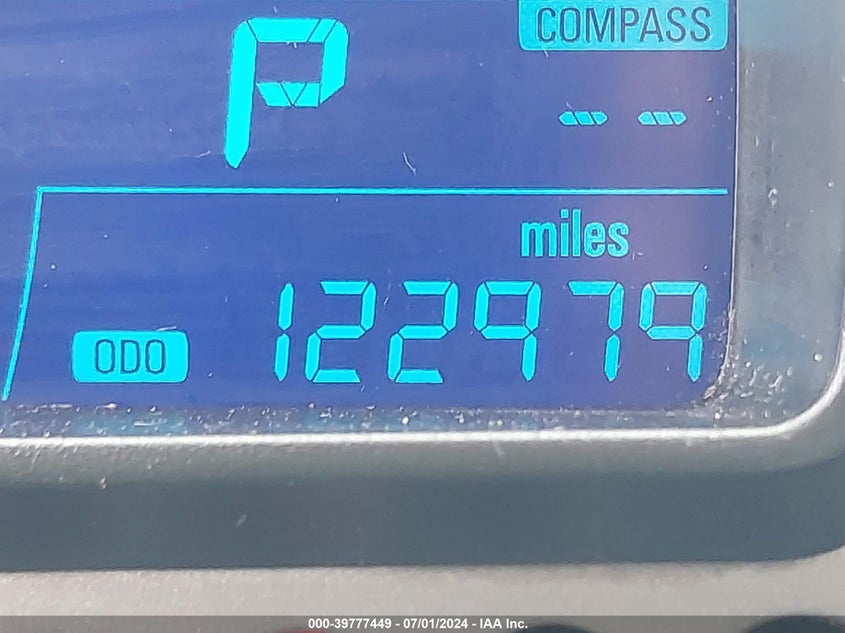 COMPASS
P
-- --
miles
ODO 122979
000-39777449 - 07/01/2024 - IAA Inc.